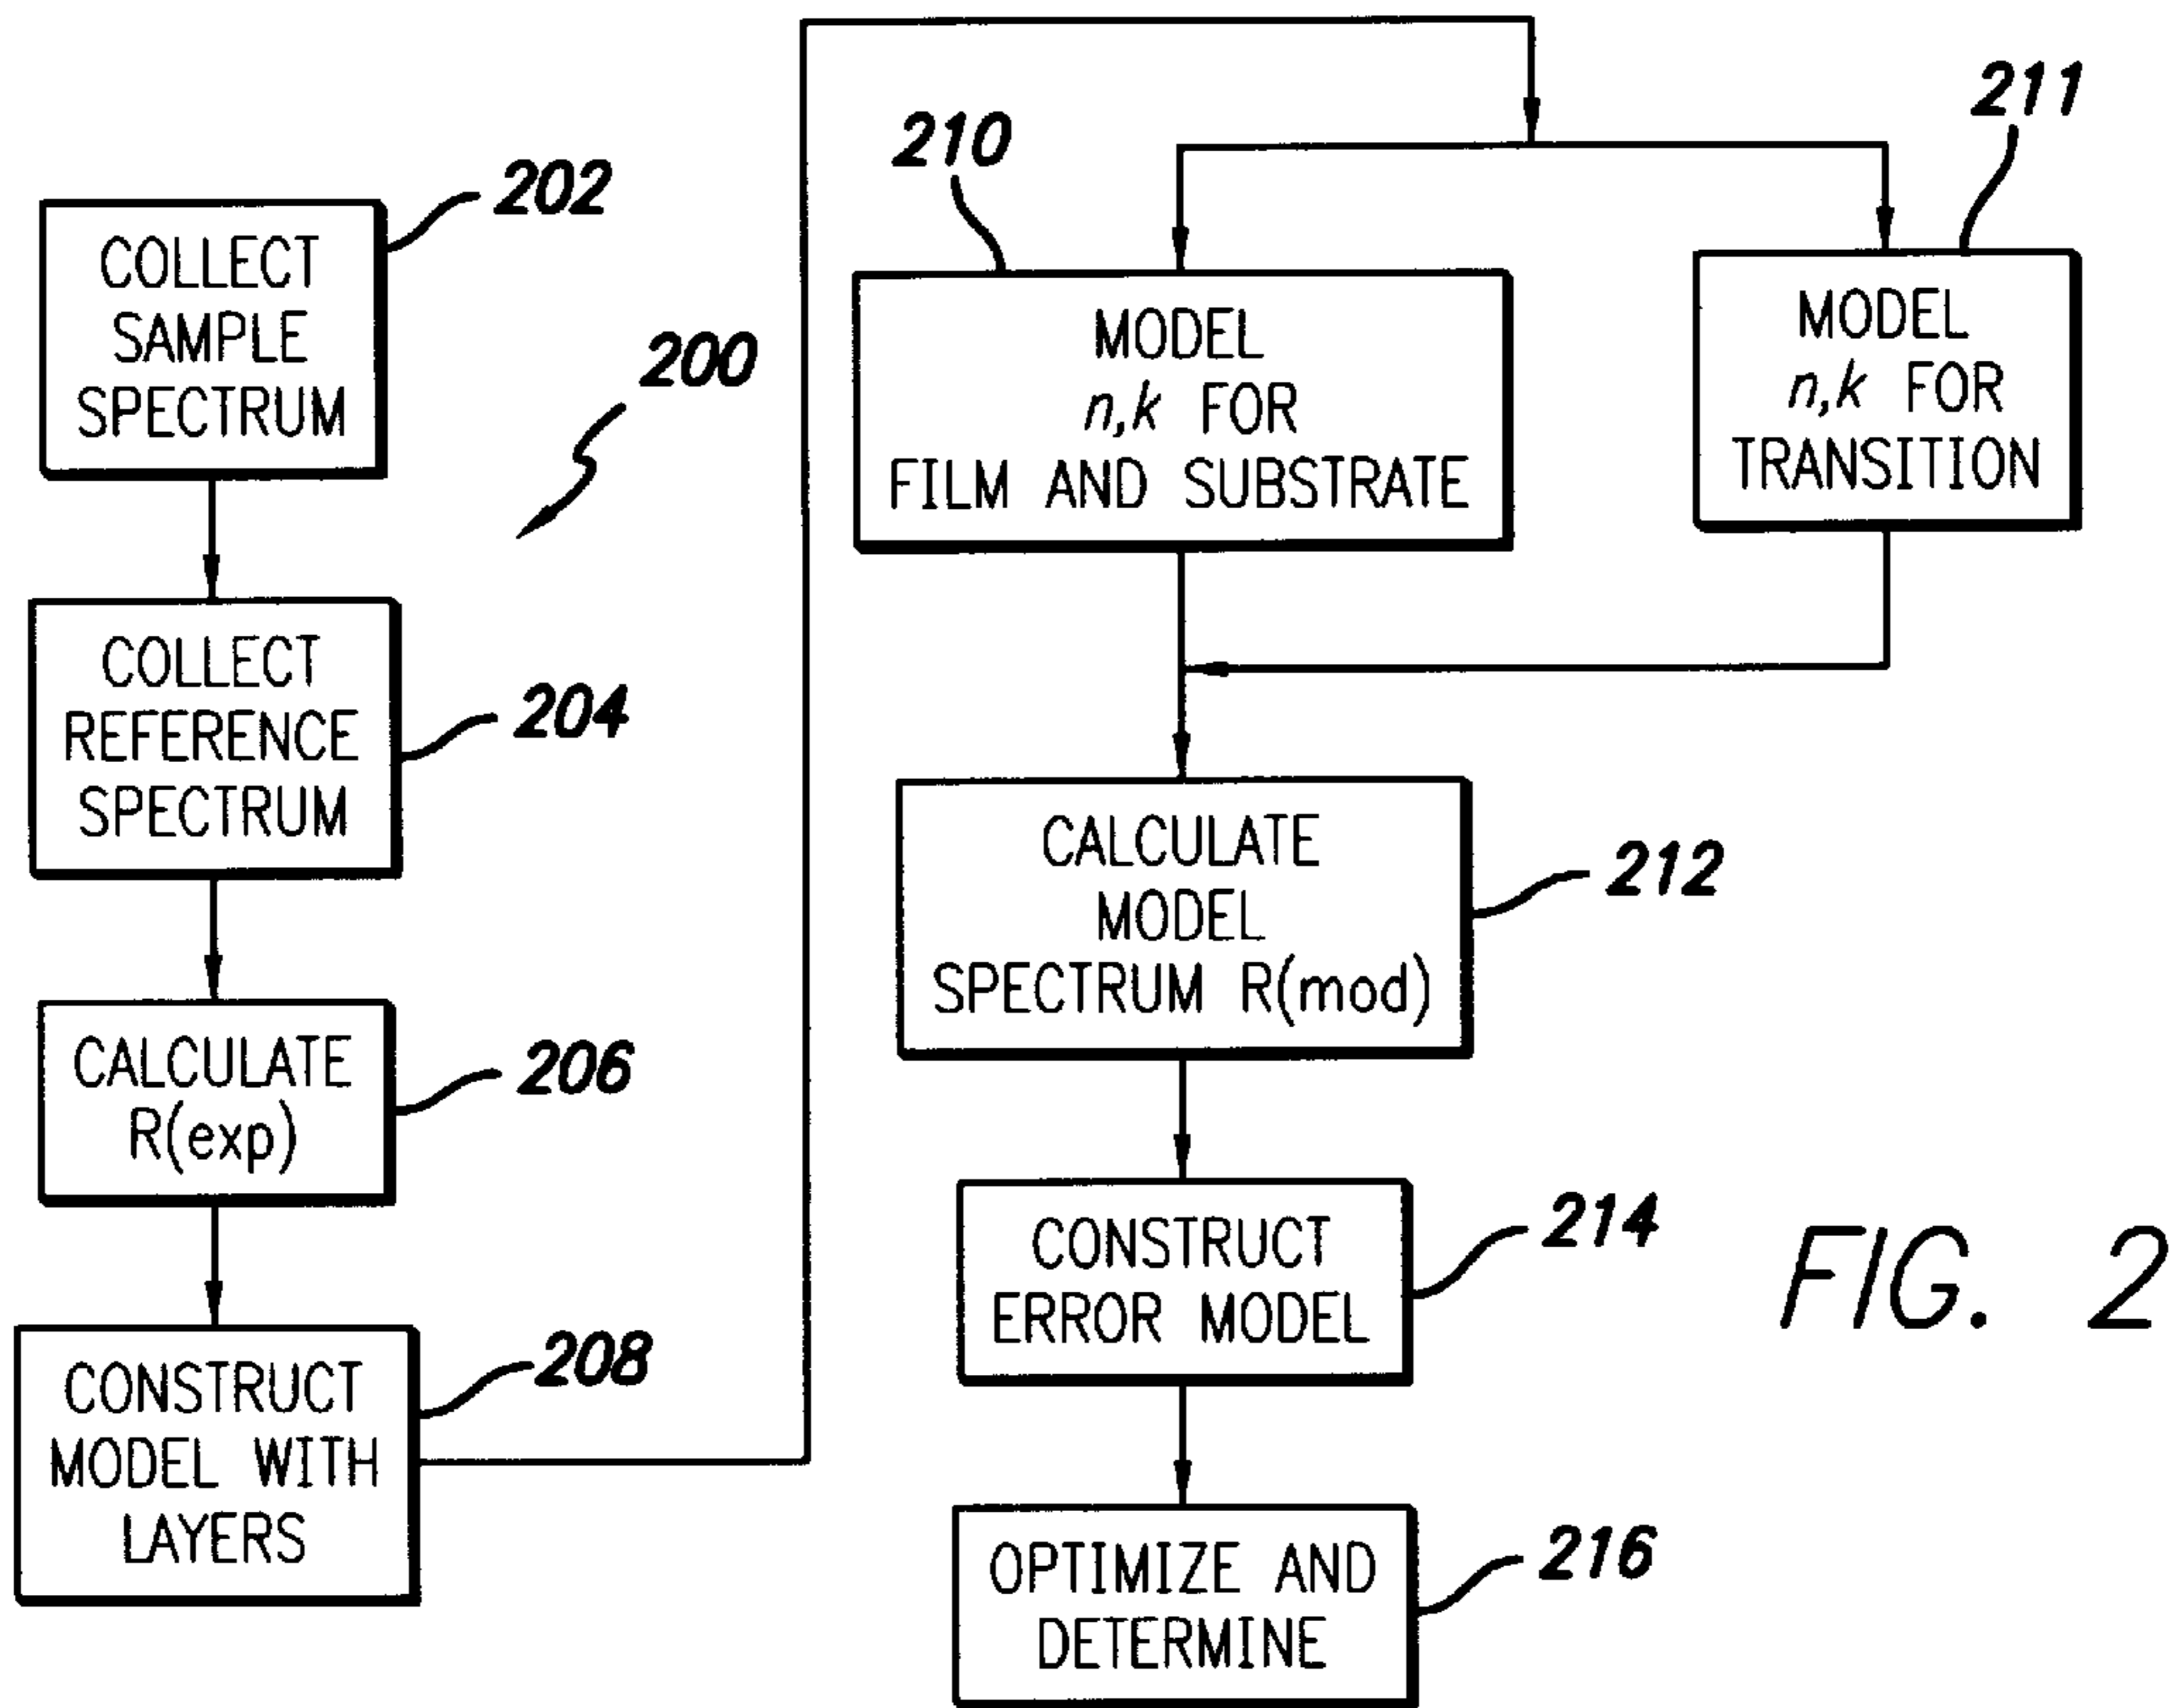 202
COLLECT
SAMPLE
SPECTRUM
200
COLLECT
REFERENCE
SPECTRUM
204
CALCULATE
R(exp)
206
CONSTRUCT
MODEL WITH
LAYERS
208
210
MODEL
n,k FOR
FILM AND SUBSTRATE
211
MODEL
n,k FOR
TRANSITION
CALCULATE
MODEL
SPECTRUM R(mod)
212
CONSTRUCT
ERROR MODEL
214
OPTIMIZE AND
DETERMINE
216
FIG. 2